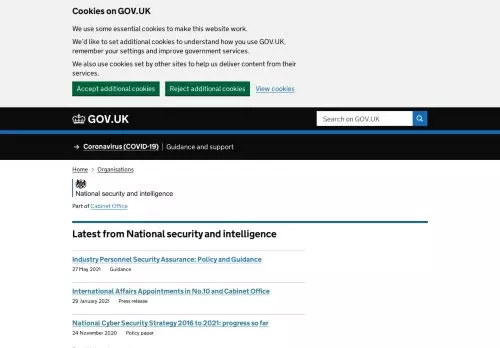 Cookies on GOV.UK
We use some essential cookies to make this website work.
We'd like to set additional cookies to understand how you use GOV.UK,
remember your settings and improve government services.
We also use cookies set by other sites to help us deliver content from their
services.
Accept additional cookies Reject additional cookies View cookies
GOV.UK Search on GOV.UK
→ Coronavirus (COVID-19) Guidance and support
Home > Organisations
National security and intelligence
Part of Cabinet Office
Latest from National security and intelligence
Industry Personnel Security Assurance: Policy and Guidance
27 May 2021 Guidance
International Affairs Appointments in No.10 and Cabinet Office
29 January 2021 Press release
National Cyber Security Strategy 2016 to 2021: progress so far
24 November 2020 Policy paper